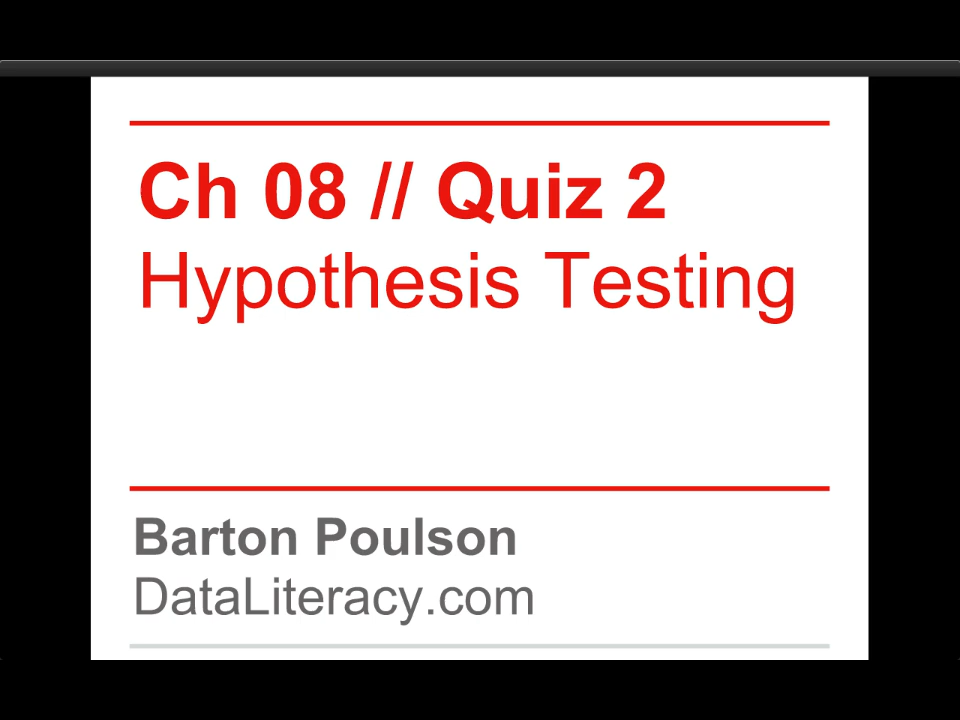 Ch 08 // Quiz 2
Hypothesis Testing
Barton Poulson
DataLiteracy.com